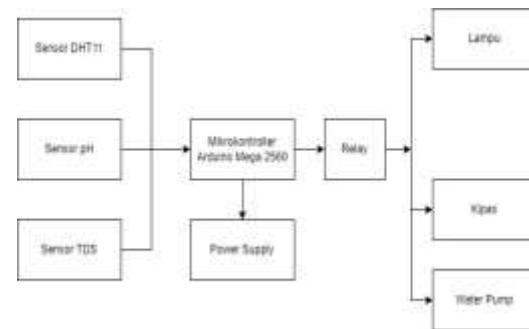 Sensor DHT11
Sensor pH
Sensor TDS
Mikrokontroller
Arduino Mega 2560
Power Supply
Relay
Lampu
Kipas
Water Pump